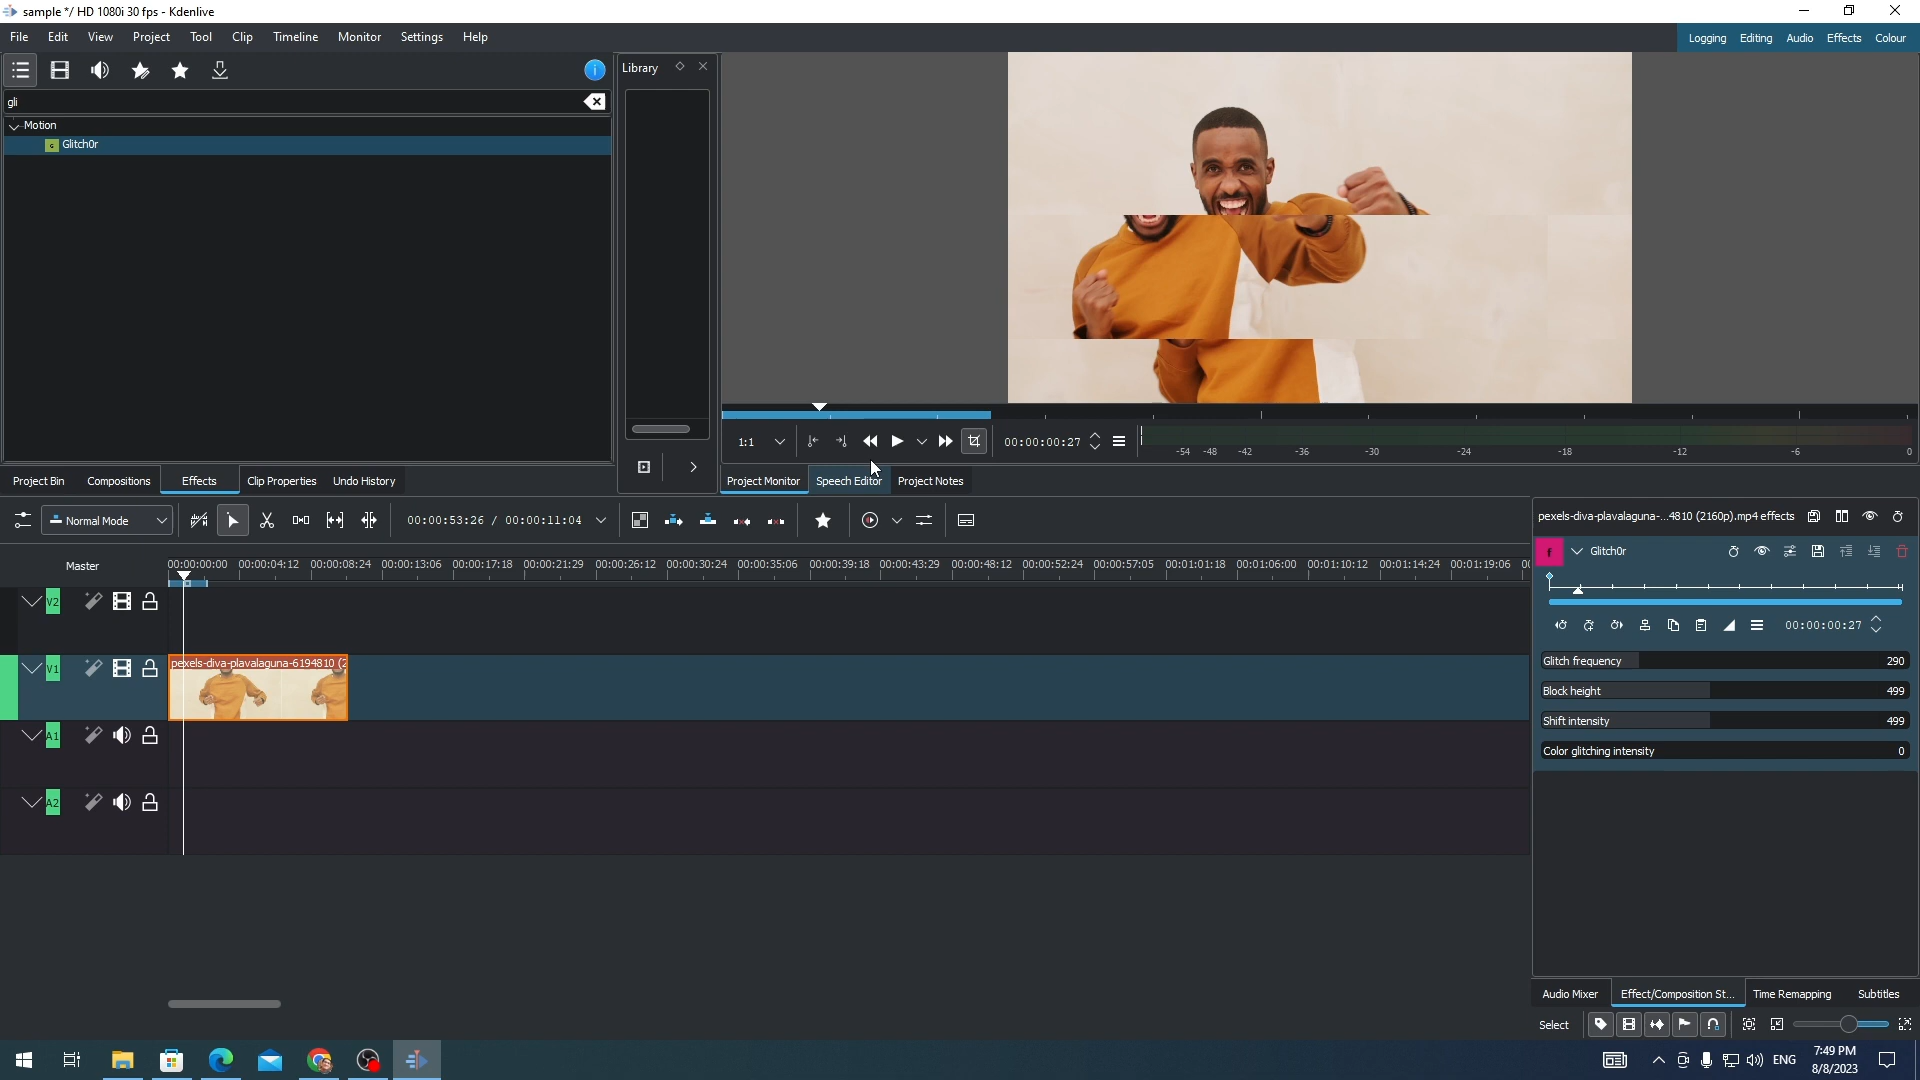 sample */ HD 1080i 30 fps - Kdenlive
File Edit View Project Tool Clip Timeline Monitor Settings Help
Logging Editing Audio Effects Colour
gli
Motion
Glitch0r
Library
1:1
00:00:00:27
-54 -48 -42 -36 -30 -24 -18 -12 -6 0
Project Bin Compositions Effects Clip Properties Undo History
Project Monitor Speech Editor Project Notes
Normal Mode
00:00:53:26 / 00:00:11:04
Master
00:00:00:00 00:00:04:12 00:00:08:24 00:00:13:06 00:00:17:18 00:00:21:29 00:00:26:12 00:00:30:24 00:00:35:06 00:00:39:18 00:00:43:29 00:00:48:12 00:00:52:24 00:00:57:05 00:01:01:18 00:01:06:00 00:01:10:12 00:01:14:24 00:01:19:06
V2
V1
pexels-diva-plavalaguna-6194810 (2
A1
A2
pexels-diva-plavalaguna-...4810 (2160p).mp4 effects
f Glitch0r
00:00:00:27
Glitch frequency 290
Block height 499
Shift intensity 499
Color glitching intensity 0
Audio Mixer Effect/Composition St... Time Remapping Subtitles
Select
ENG
7:49 PM
8/8/2023